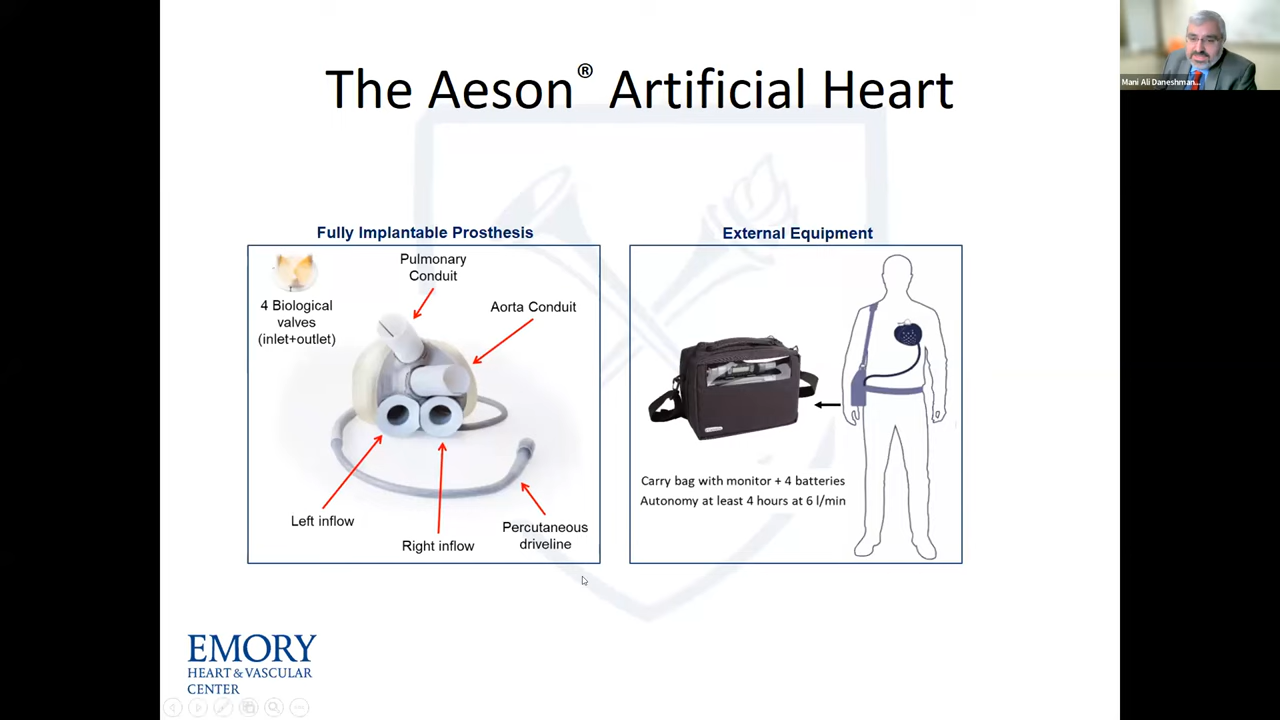 The Aeson® Artificial Heart
Mani Ali Daneshman...
Fully Implantable Prosthesis
External Equipment
4 Biological
valves
(inlet+outlet)
Pulmonary
Conduit
Aorta Conduit
Left inflow
Right inflow
Percutaneous
driveline
Carry bag with monitor + 4 batteries
Autonomy at least 4 hours at 6 l/min
EMORY
HEART & VASCULAR
CENTER